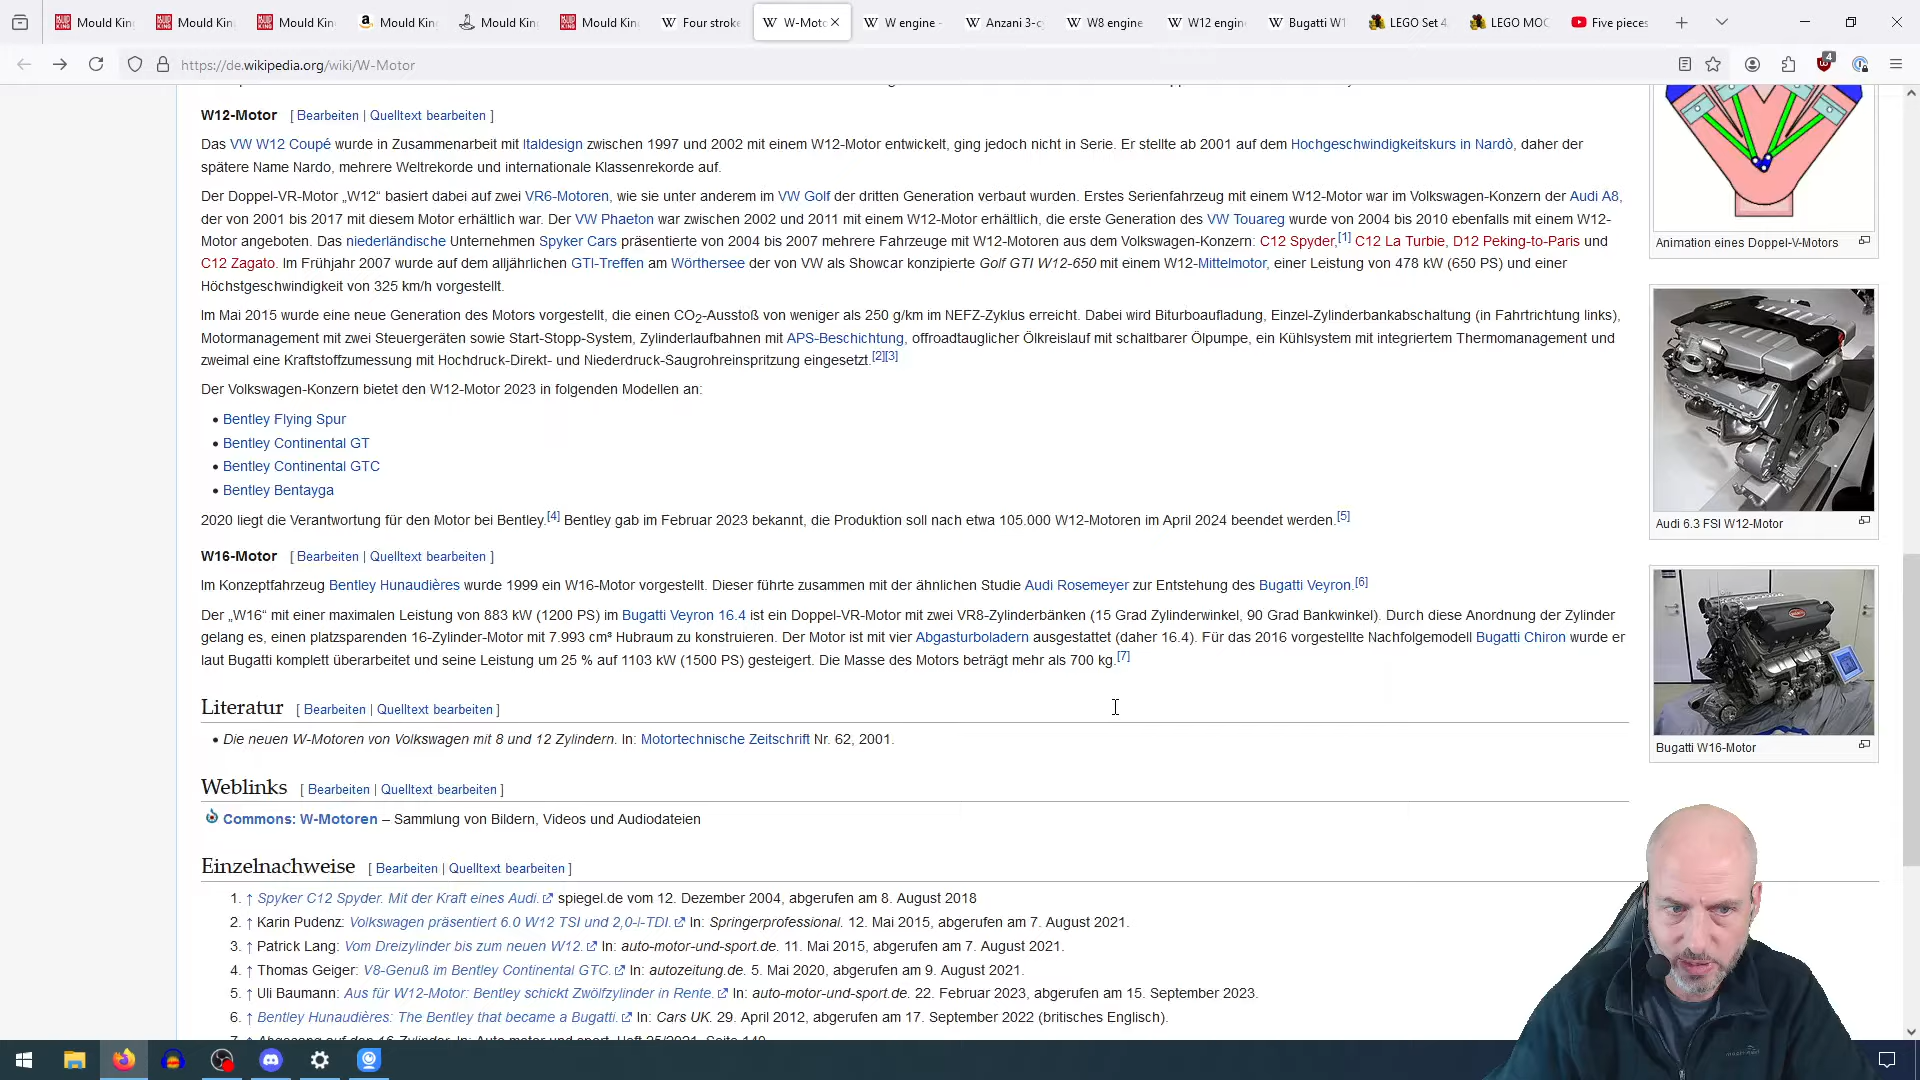 Mould Kin
Mould Kin
Mould Kin
Mould Kin
Mould Kin
Mould Kin
Four stroke
W-Moto
W engine -
Anzani 3-c
W8 engine
W12 engin
Bugatti W1
LEGO Set 4
LEGO MOC
Five pieces
https://de.wikipedia.org/wiki/W-Motor
4
W12-Motor [ Bearbeiten | Quelltext bearbeiten ]
Das VW W12 Coupé wurde in Zusammenarbeit mit Italdesign zwischen 1997 und 2002 mit einem W12-Motor entwickelt, ging jedoch nicht in Serie. Er stellte ab 2001 auf dem Hochgeschwindigkeitskurs in Nardò, daher der
spätere Name Nardo, mehrere Weltrekorde und internationale Klassenrekorde auf.
Der Doppel-VR-Motor „W12“ basiert dabei auf zwei VR6-Motoren, wie sie unter anderem im VW Golf der dritten Generation verbaut wurden. Erstes Serienfahrzeug mit einem W12-Motor war im Volkswagen-Konzern der Audi A8,
der von 2001 bis 2017 mit diesem Motor erhältlich war. Der VW Phaeton war zwischen 2002 und 2011 mit einem W12-Motor erhältlich, die erste Generation des VW Touareg wurde von 2004 bis 2010 ebenfalls mit einem W12-
Motor angeboten. Das niederländische Unternehmen Spyker Cars präsentierte von 2004 bis 2007 mehrere Fahrzeuge mit W12-Motoren aus dem Volkswagen-Konzern: C12 Spyder,[1] C12 La Turbie, D12 Peking-to-Paris und
C12 Zagato. Im Frühjahr 2007 wurde auf dem alljährlichen GTI-Treffen am Wörthersee der von VW als Showcar konzipierte Golf GTI W12-650 mit einem W12-Mittelmotor, einer Leistung von 478 kW (650 PS) und einer
Höchstgeschwindigkeit von 325 km/h vorgestellt.
Im Mai 2015 wurde eine neue Generation des Motors vorgestellt, die einen CO2-Ausstoß von weniger als 250 g/km im NEFZ-Zyklus erreicht. Dabei wird Biturboaufladung, Einzel-Zylinderbankabschaltung (in Fahrtrichtung links),
Motormanagement mit zwei Steuergeräten sowie Start-Stopp-System, Zylinderlaufbahnen mit APS-Beschichtung, offroadtauglicher Ölkreislauf mit schaltbarer Ölpumpe, ein Kühlsystem mit integriertem Thermomanagement und
zweimal eine Kraftstoffzumessung mit Hochdruck-Direkt- und Niederdruck-Saugrohreinspritzung eingesetzt.[2][3]
Der Volkswagen-Konzern bietet den W12-Motor 2023 in folgenden Modellen an:
• Bentley Flying Spur
• Bentley Continental GT
• Bentley Continental GTC
• Bentley Bentayga
2020 liegt die Verantwortung für den Motor bei Bentley.[4] Bentley gab im Februar 2023 bekannt, die Produktion soll nach etwa 105.000 W12-Motoren im April 2024 beendet werden.[5]
W16-Motor [ Bearbeiten | Quelltext bearbeiten ]
Im Konzeptfahrzeug Bentley Hunaudières wurde 1999 ein W16-Motor vorgestellt. Dieser führte zusammen mit der ähnlichen Studie Audi Rosemeyer zur Entstehung des Bugatti Veyron.[6]
Der „W16“ mit einer maximalen Leistung von 883 kW (1200 PS) im Bugatti Veyron 16.4 ist ein Doppel-VR-Motor mit zwei VR8-Zylinderbänken (15 Grad Zylinderwinkel, 90 Grad Bankwinkel). Durch diese Anordnung der Zylinder
gelang es, einen platzsparenden 16-Zylinder-Motor mit 7.993 cm³ Hubraum zu konstruieren. Der Motor ist mit vier Abgasturboladern ausgestattet (daher 16.4). Für das 2016 vorgestellte Nachfolgemodell Bugatti Chiron wurde er
laut Bugatti komplett überarbeitet und seine Leistung um 25 % auf 1103 kW (1500 PS) gesteigert. Die Masse des Motors beträgt mehr als 700 kg.[7]
Literatur [ Bearbeiten | Quelltext bearbeiten ]
• Die neuen W-Motoren von Volkswagen mit 8 und 12 Zylindern. In: Motortechnische Zeitschrift Nr. 62, 2001.
Weblinks [ Bearbeiten | Quelltext bearbeiten ]
Commons: W-Motoren – Sammlung von Bildern, Videos und Audiodateien
Einzelnachweise [ Bearbeiten | Quelltext bearbeiten ]
1. ↑ Spyker C12 Spyder. Mit der Kraft eines Audi. spiegel.de vom 12. Dezember 2004, abgerufen am 8. August 2018
2. ↑ Karin Pudenz: Volkswagen präsentiert 6.0 W12 TSI und 2,0-l-TDI. In: Springerprofessional. 12. Mai 2015, abgerufen am 7. August 2021.
3. ↑ Patrick Lang: Vom Dreizylinder bis zum neuen W12. In: auto-motor-und-sport.de. 11. Mai 2015, abgerufen am 7. August 2021.
4. ↑ Thomas Geiger: V8-Genuß im Bentley Continental GTC. In: autozeitung.de. 5. Mai 2020, abgerufen am 9. August 2021.
5. ↑ Uli Baumann: Aus für W12-Motor: Bentley schickt Zwölfzylinder in Rente. In: auto-motor-und-sport.de. 22. Februar 2023, abgerufen am 15. September 2023.
6. ↑ Bentley Hunaudières: The Bentley that became a Bugatti. In: Cars UK. 29. April 2012, abgerufen am 17. September 2022 (britisches Englisch).
Animation eines Doppel-V-Motors
Audi 6.3 FSI W12-Motor
Bugatti W16-Motor